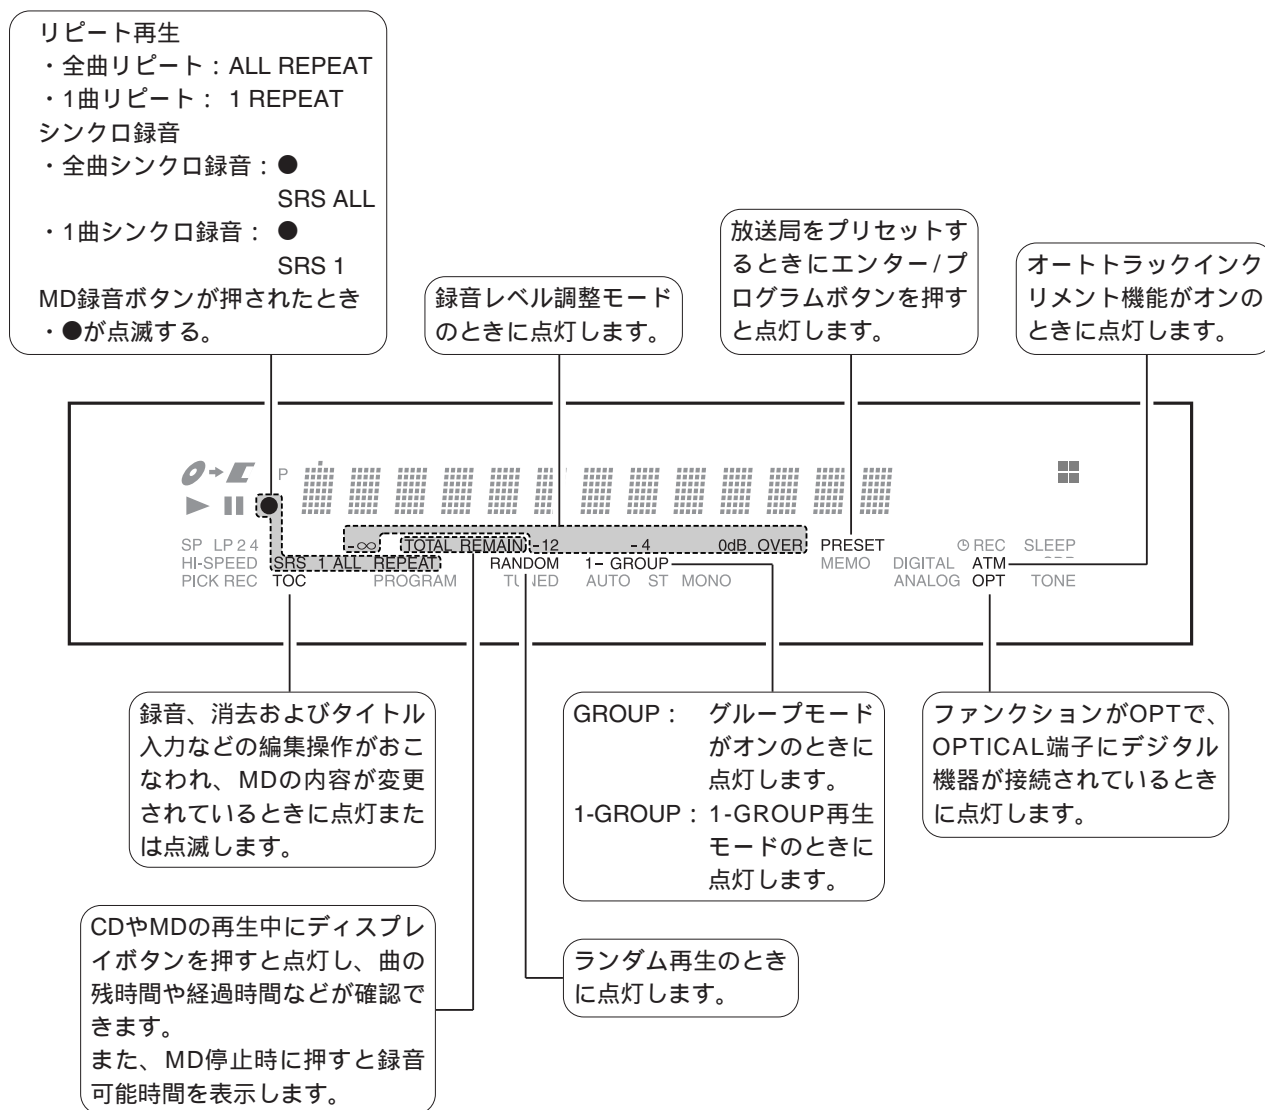 リピート再生
・全曲リピート：ALL REPEAT
・1曲リピート： 1 REPEAT
シンクロ録音
・全曲シンクロ録音：●
SRS ALL
・1曲シンクロ録音： ●
SRS 1
MD録音ボタンが押されたとき
・●が点滅する。
録音レベル調整モード
のときに点灯します。
放送局をプリセットす
るときにエンター/プ
ログラムボタンを押す
と点灯します。
オートトラックインク
リメント機能がオンの
ときに点灯します。
P
SP LP 2 4 -∞ TOTAL REMAIN -12 -4 0dB OVER PRESET REC SLEEP
HI-SPEED SRS 1 ALL REPEAT RANDOM 1- GROUP MEMO DIGITAL ATM
PICK REC TOC PROGRAM TUNED AUTO ST MONO ANALOG OPT TONE
録音、消去およびタイトル
入力などの編集操作がおこ
なわれ、MDの内容が変更
されているときに点灯また
は点滅します。
GROUP： グループモード
がオンのときに
点灯します。
1-GROUP：1-GROUP再生
モードのときに
点灯します。
ファンクションがOPTで、
OPTICAL端子にデジタル
機器が接続されているとき
に点灯します。
CDやMDの再生中にディスプレ
イボタンを押すと点灯し、曲の
残時間や経過時間などが確認で
きます。
また、MD停止時に押すと録音
可能時間を表示します。
ランダム再生のとき
に点灯します。